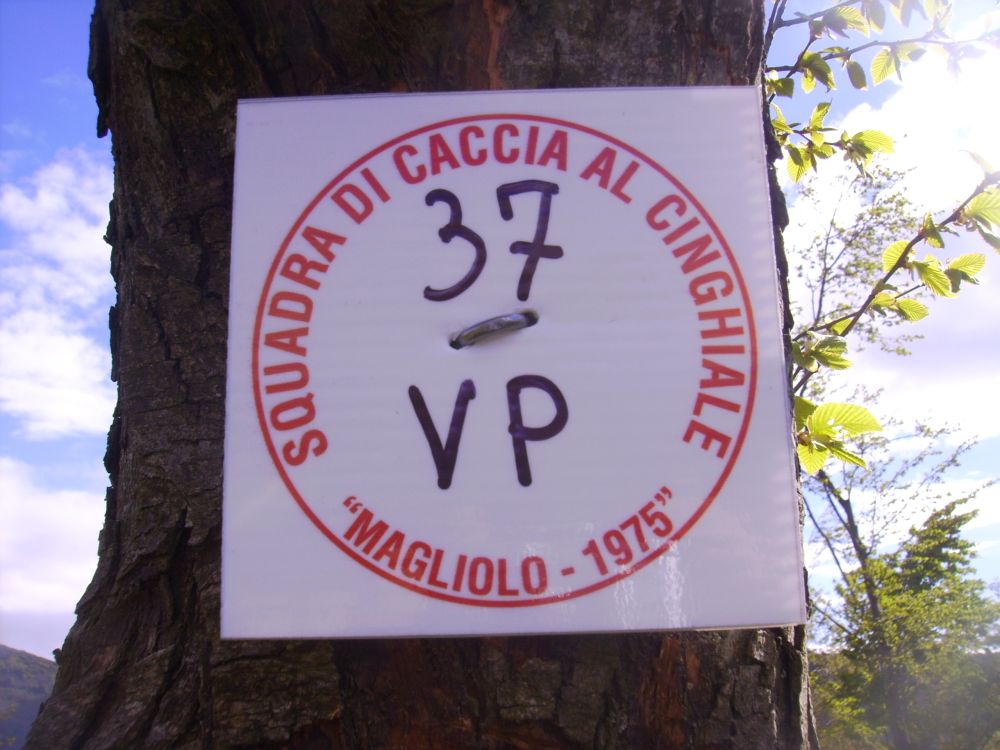 SQUADRA DI CACCIA AL CINGHIALE
37
VP
“MAGLIOLO - 1975”